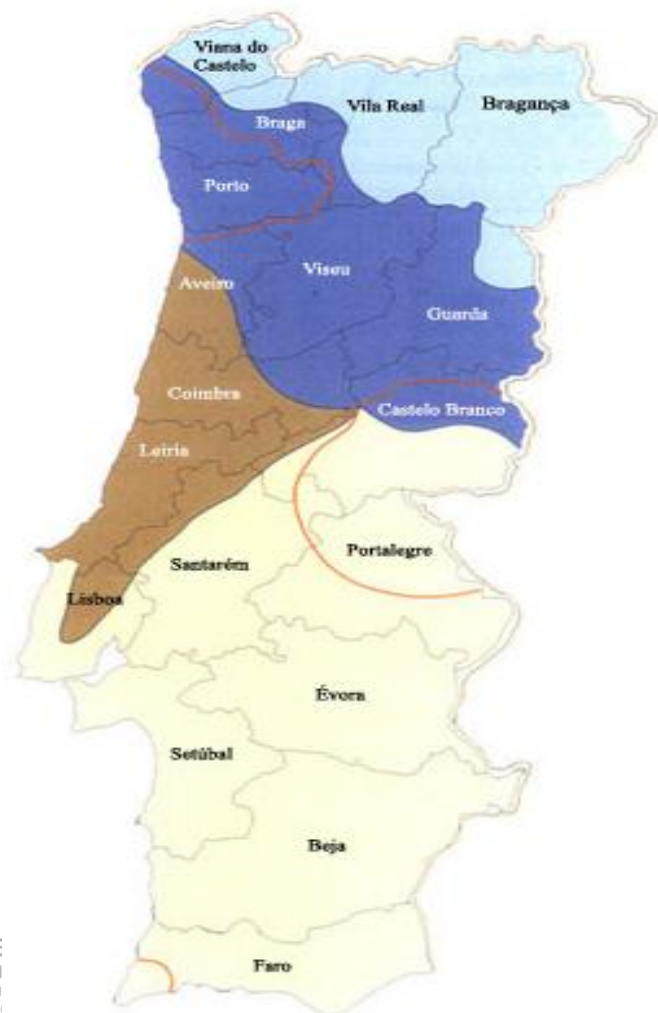 Viana do
Castelo
Vila Real
Bragança
Braga
Porto
Viseu
Aveiro
Guarda
Coimbra
Castelo Branco
Leiria
Portalegre
Santarém
Lisboa
Évora
Setúbal
Beja
Faro